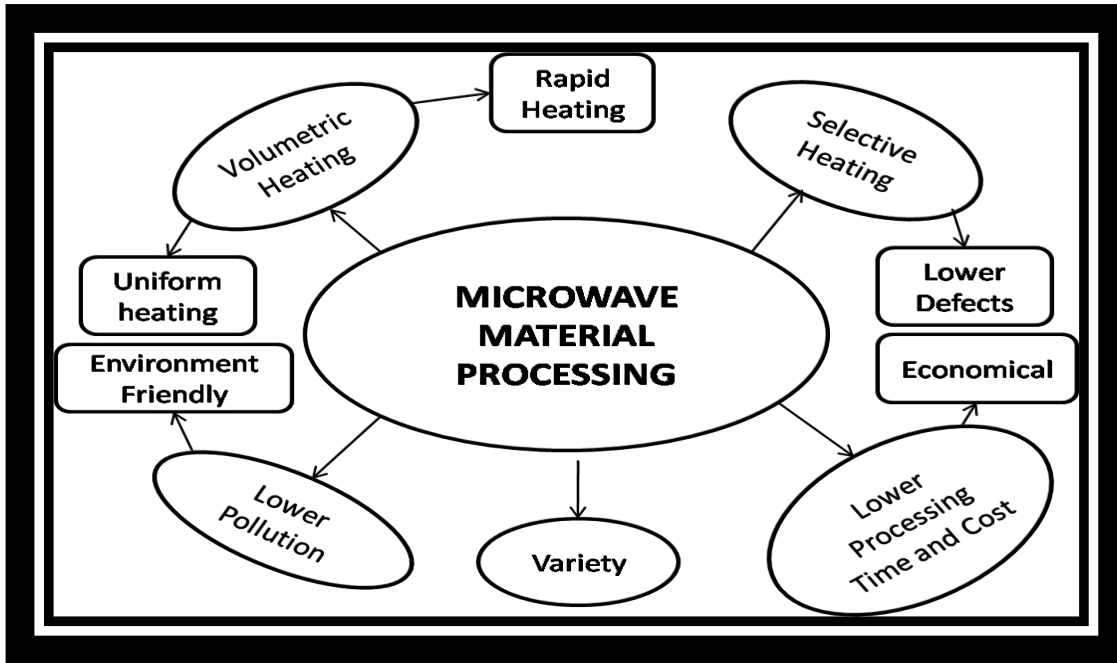 Rapid
Heating
Volumetric
Heating
Selective
Heating
Uniform
heating
MICROWAVE
MATERIAL
PROCESSING
Lower
Defects
Environment
Friendly
Economical
Lower
Pollution
Variety
Lower
Processing
Time and Cost